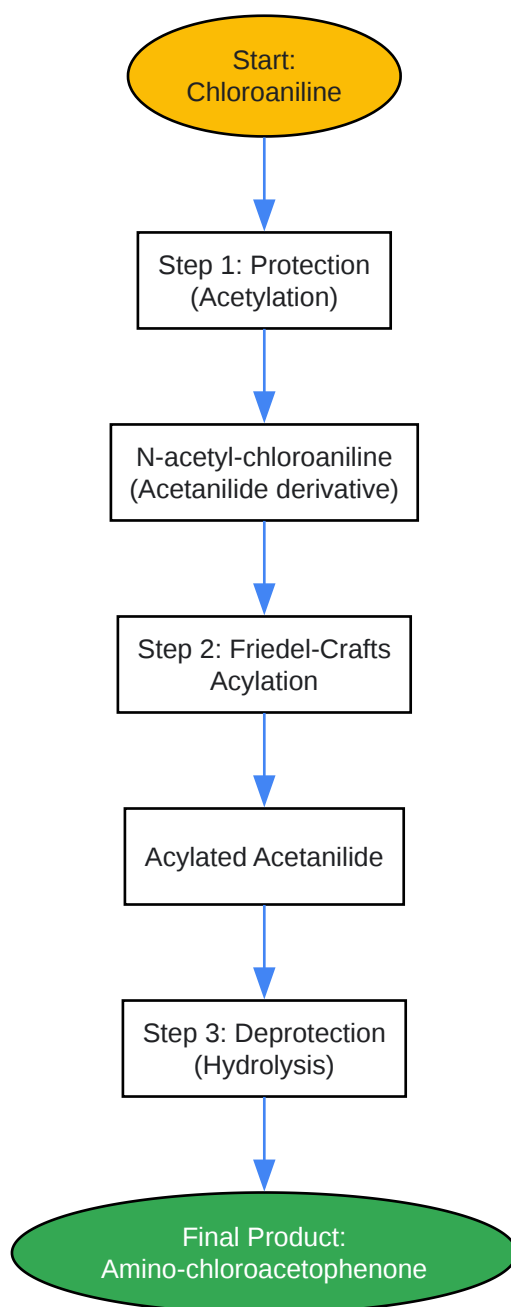 Start:
Chloroaniline
Step 1: Protection
(Acetylation)
N-acetyl-chloroaniline
(Acetanilide derivative)
Step 2: Friedel-Crafts
Acylation
Acylated Acetanilide
Step 3: Deprotection
(Hydrolysis)
Final Product:
Amino-chloroacetophenone